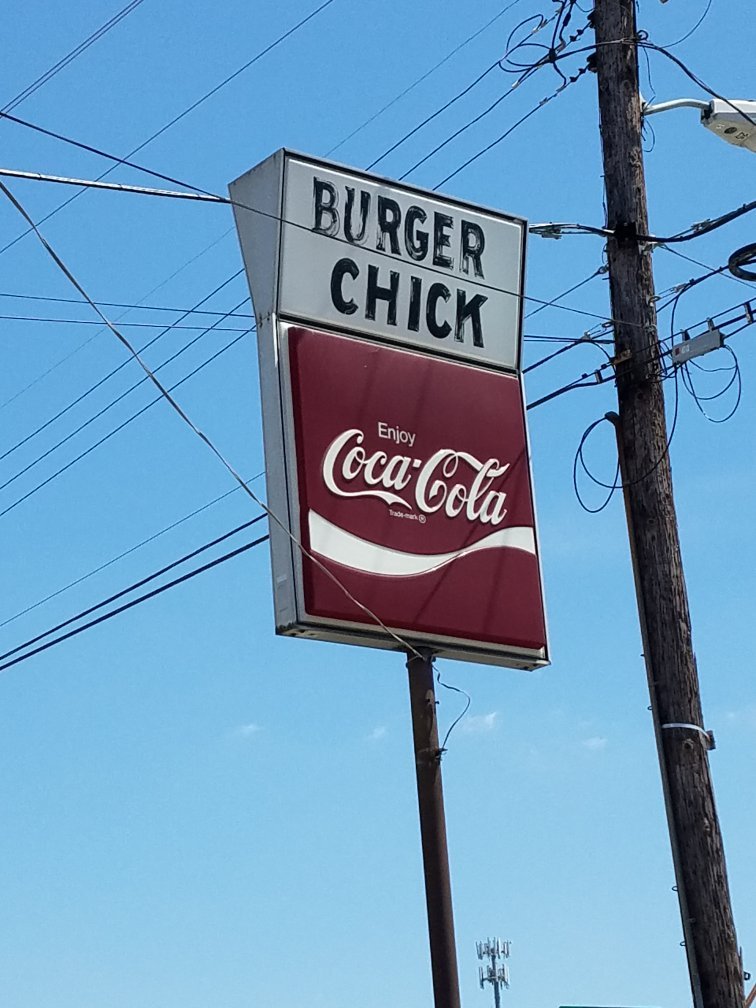 BURGER
CHICK
Enjoy
Coca-Cola
Trade-mark ®